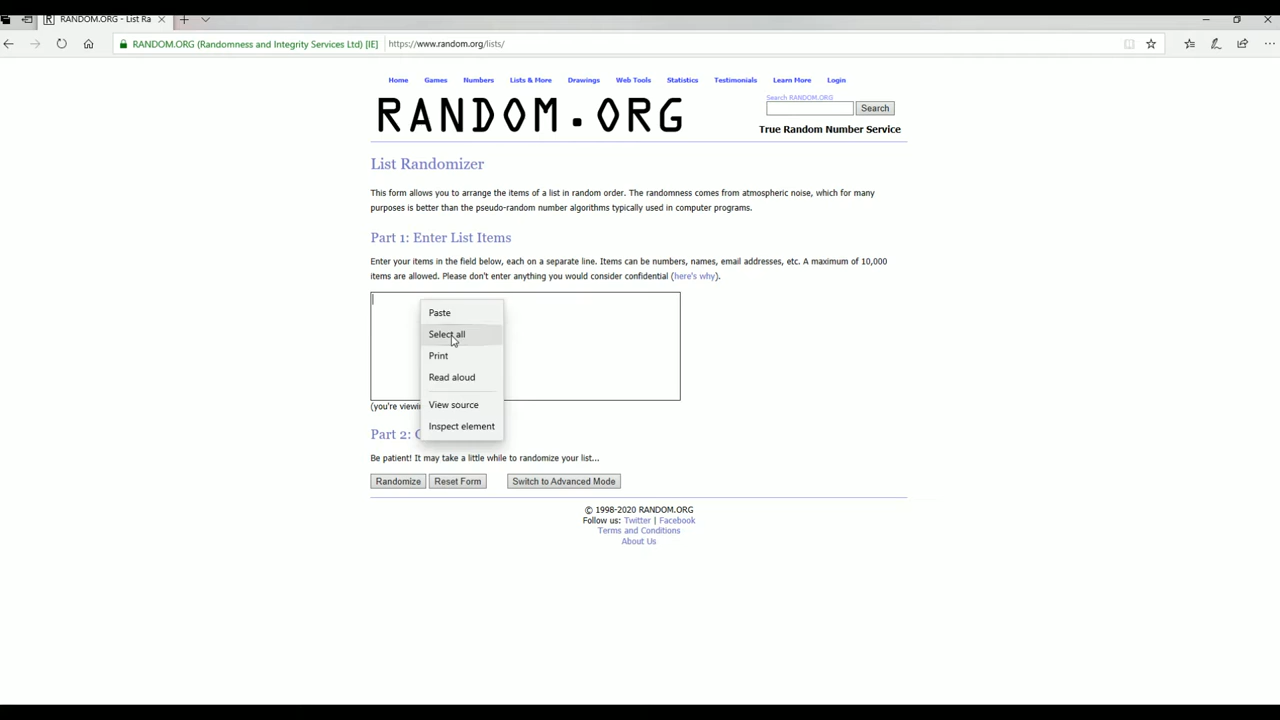 RANDOM.ORG - List Ra
RANDOM.ORG (Randomness and Integrity Services Ltd) [IE] https://www.random.org/lists/
Home Games Numbers Lists & More Drawings Web Tools Statistics Testimonials Learn More Login
RANDOM.ORG
Search RANDOM.ORG
Search
True Random Number Service
List Randomizer
This form allows you to arrange the items of a list in random order. The randomness comes from atmospheric noise, which for many
purposes is better than the pseudo-random number algorithms typically used in computer programs.
Part 1: Enter List Items
Enter your items in the field below, each on a separate line. Items can be numbers, names, email addresses, etc. A maximum of 10,000
items are allowed. Please don't enter anything you would consider confidential (here's why).
Paste
Select all
Print
Read aloud
View source
Inspect element
(you're viewin
Part 2:
Be patient! It may take a little while to randomize your list...
Randomize Reset Form Switch to Advanced Mode
© 1998-2020 RANDOM.ORG
Follow us: Twitter | Facebook
Terms and Conditions
About Us